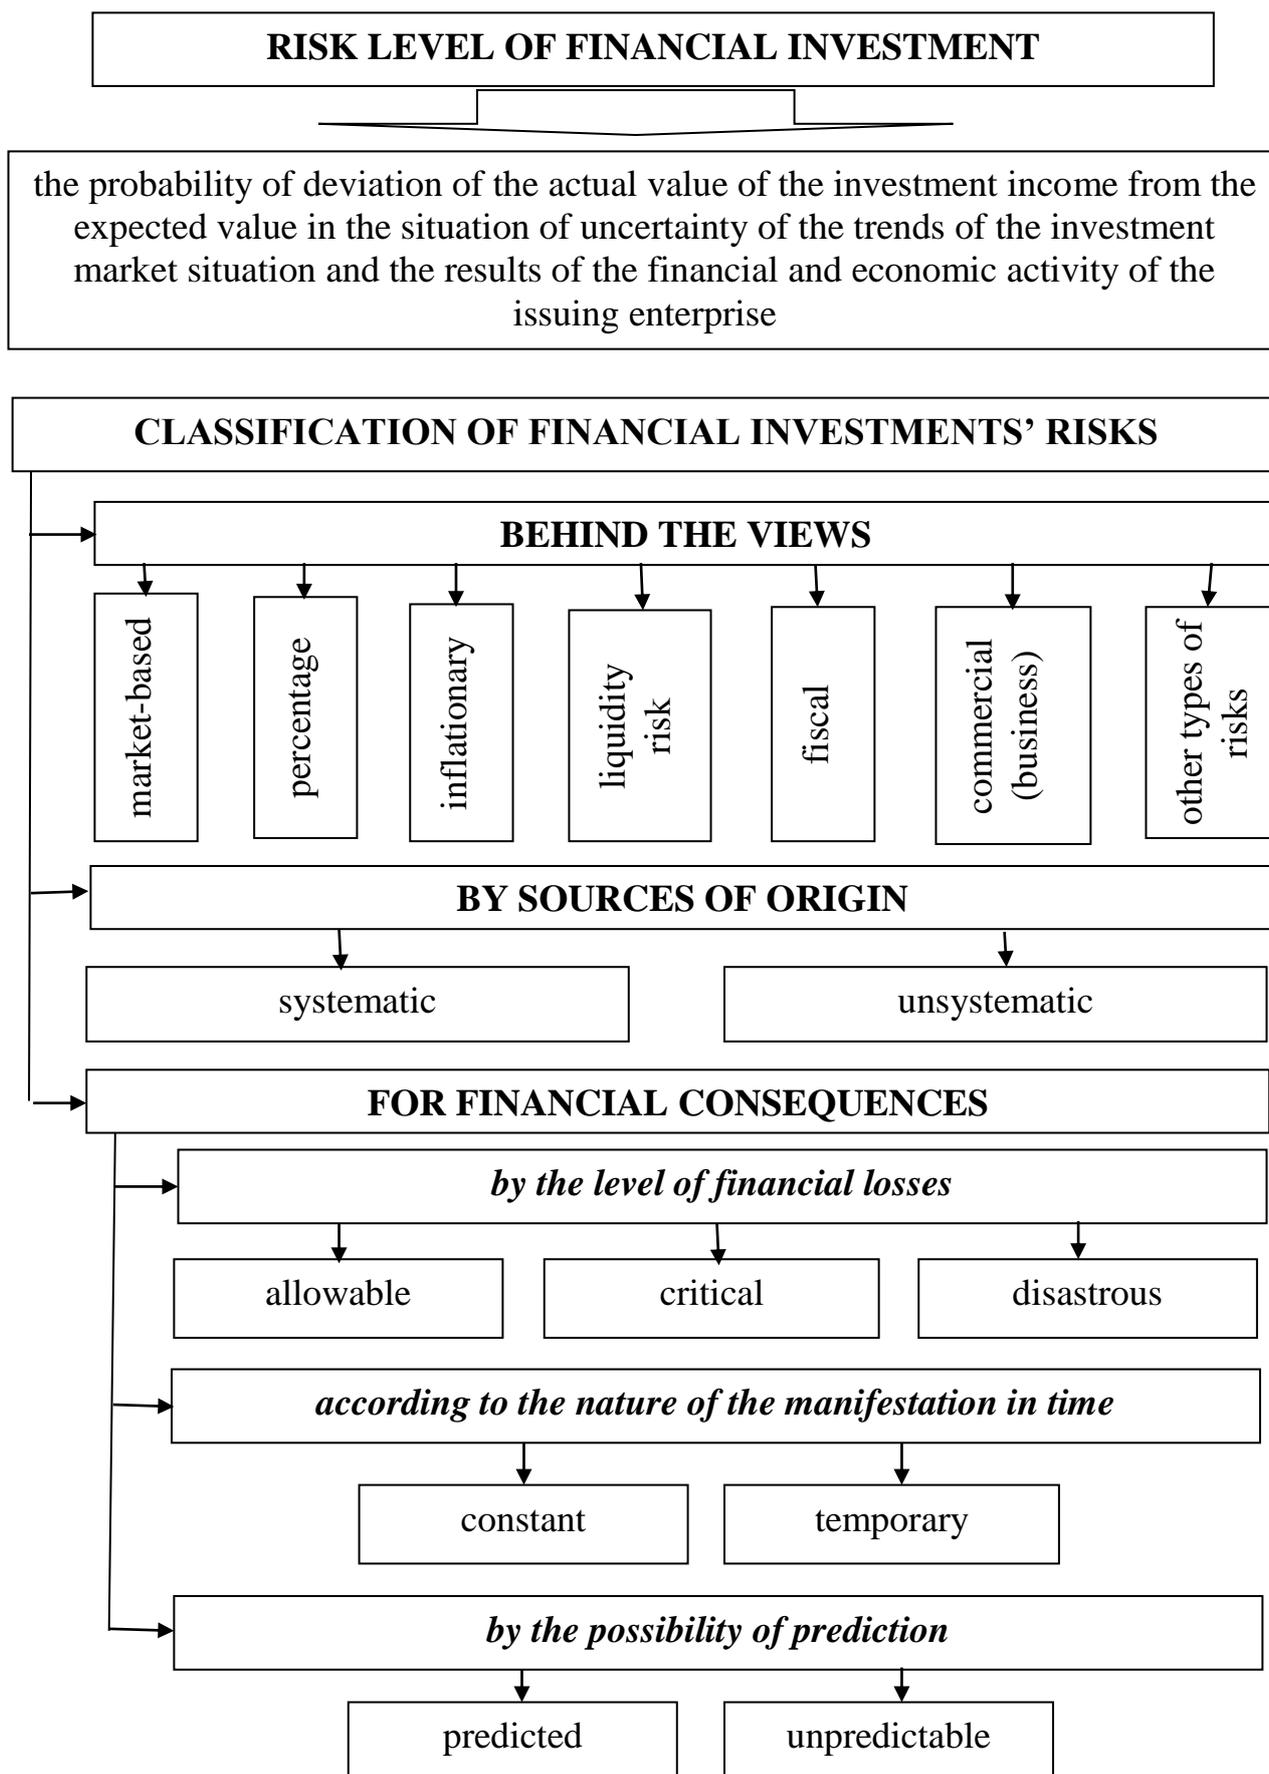 RISK LEVEL OF FINANCIAL INVESTMENT
the probability of deviation of the actual value of the investment income from the
expected value in the situation of uncertainty of the trends of the investment
market situation and the results of the financial and economic activity of the
issuing enterprise
CLASSIFICATION OF FINANCIAL INVESTMENTS’ RISKS
BEHIND THE VIEWS
market-based
percentage
inflationary
liquidity
risk
fiscal
commercial
(business)
other types of
risks
BY SOURCES OF ORIGIN
systematic
unsystematic
FOR FINANCIAL CONSEQUENCES
by the level of financial losses
allowable
critical
disastrous
according to the nature of the manifestation in time
constant
temporary
by the possibility of prediction
predicted
unpredictable